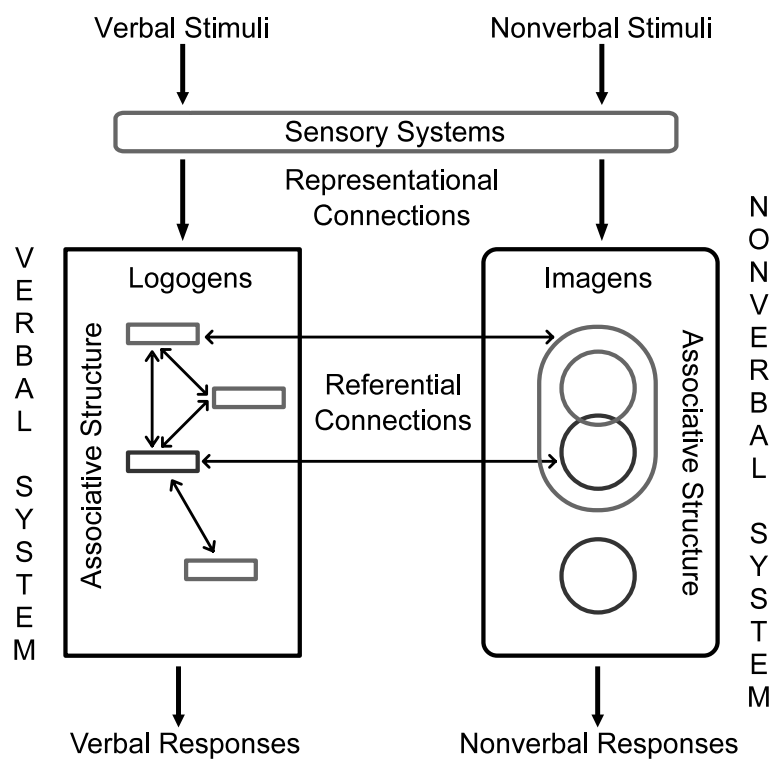 Verbal Stimuli
Nonverbal Stimuli
Sensory Systems
Representational
Connections
VERBAL SYSTEM
NONVERBAL SYSTEM
Logogens
Imagens
Associative Structure
Associative Structure
Referential
Connections
Verbal Responses
Nonverbal Responses